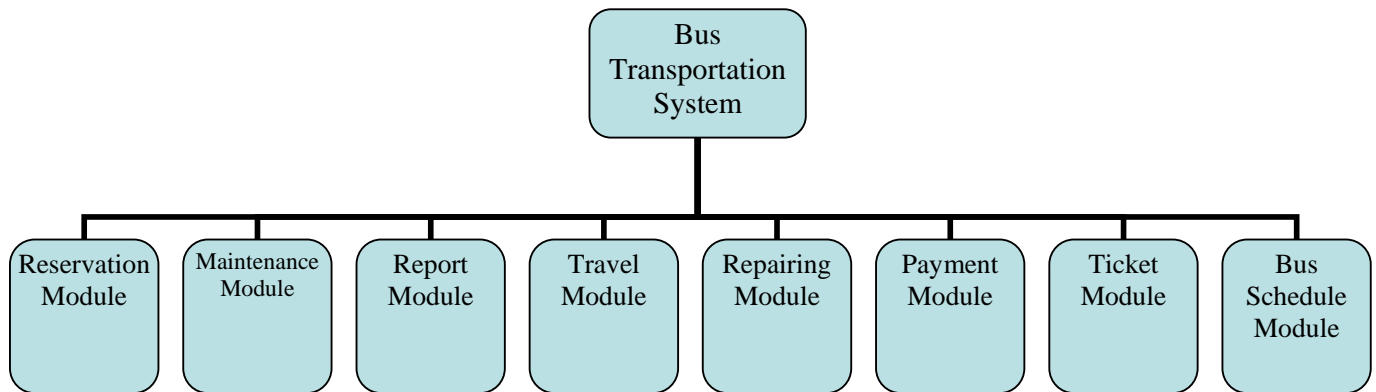 Bus
Transportation
System
Reservation
Module
Maintenance
Module
Report
Module
Travel
Module
Repairing
Module
Payment
Module
Ticket
Module
Bus
Schedule
Module